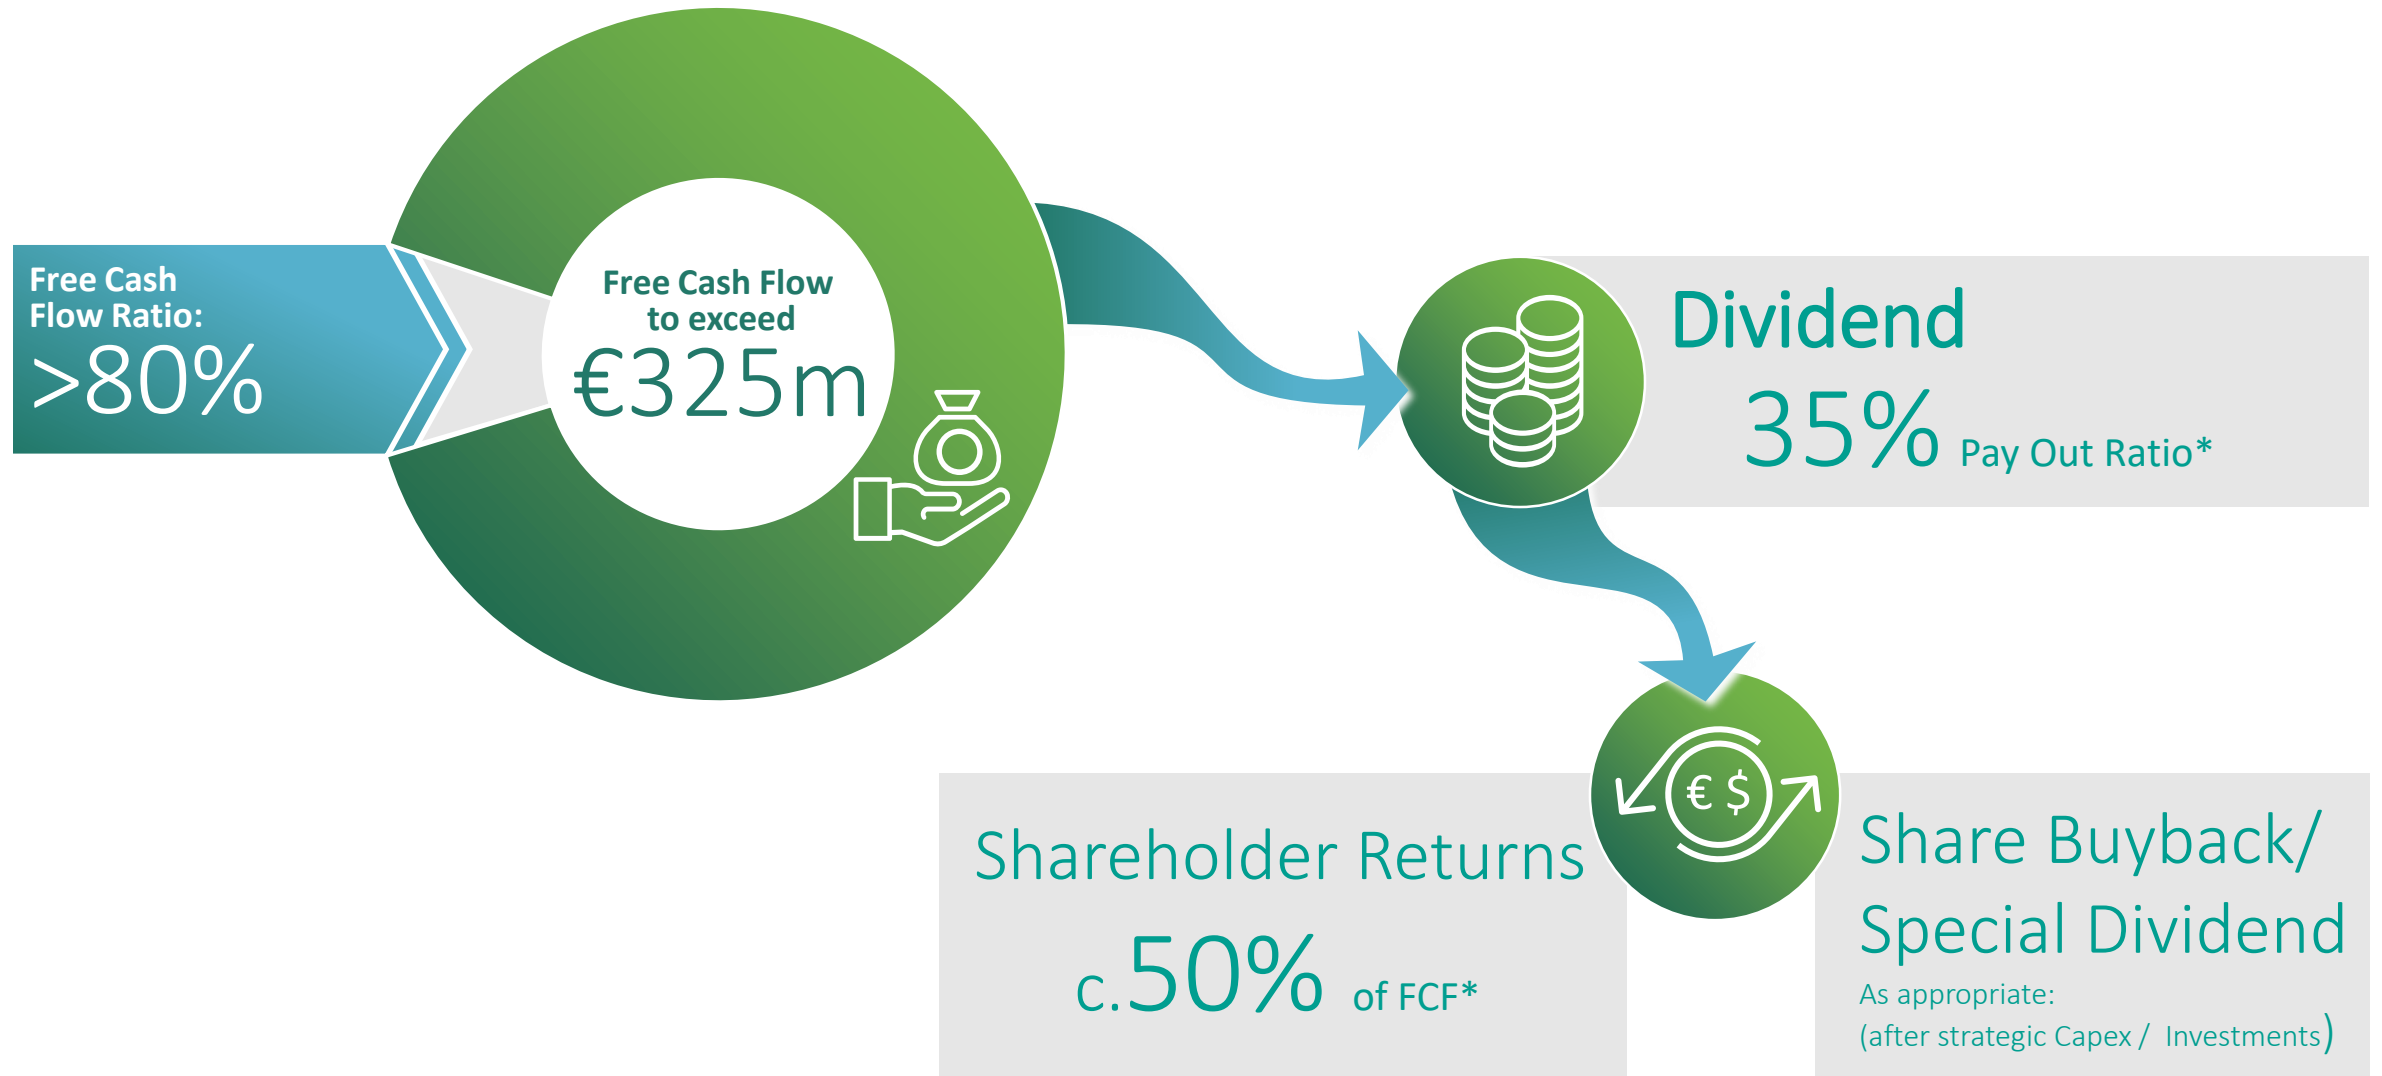 Free Cash
Flow Ratio:
>80%
Free Cash Flow
to exceed
€325m
Dividend
35% Pay Out Ratio*
€ $
Shareholder Returns
c.50% of FCF*
Share Buyback/
Special Dividend
As appropriate:
(after strategic Capex / Investments)